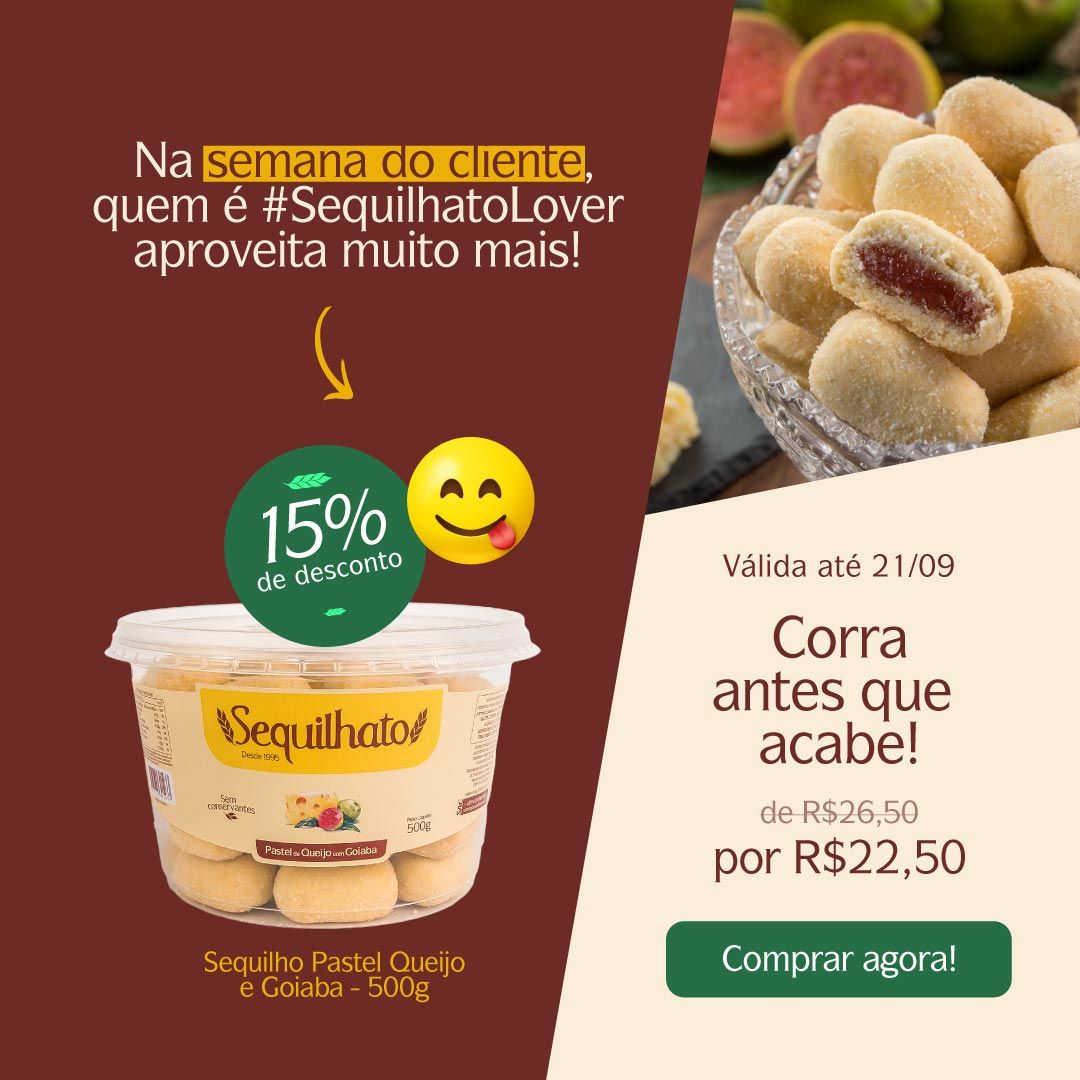 Na semana do cliente,
quem é #SequilhatoLover
aproveita muito mais!
15%
de desconto
Sequilhato
Desde 1995
Sem
conservantes
Peso Líquido
500g
Pastel de Queijo com Goiaba
Sequilho Pastel Queijo
e Goiaba - 500g
Válida até 21/09
Corra
antes que
acabe!
de R$26,50
por R$22,50
Comprar agora!